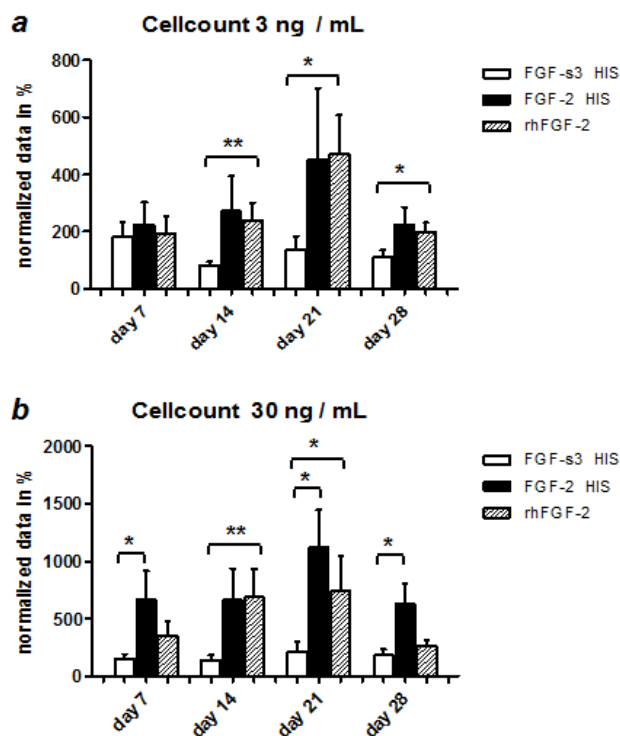 a
Cellcount 3 ng / mL
normalized data in %
800
600
400
200
0
*
**
*
FGF-s3 HIS
FGF-2 HIS
rhFGF-2
day 7
day 14
day 21
day 28
b
Cellcount 30 ng / mL
normalized data in %
2000
1500
1000
500
0
*
*
*
**
*
FGF-s3 HIS
FGF-2 HIS
rhFGF-2
day 7
day 14
day 21
day 28